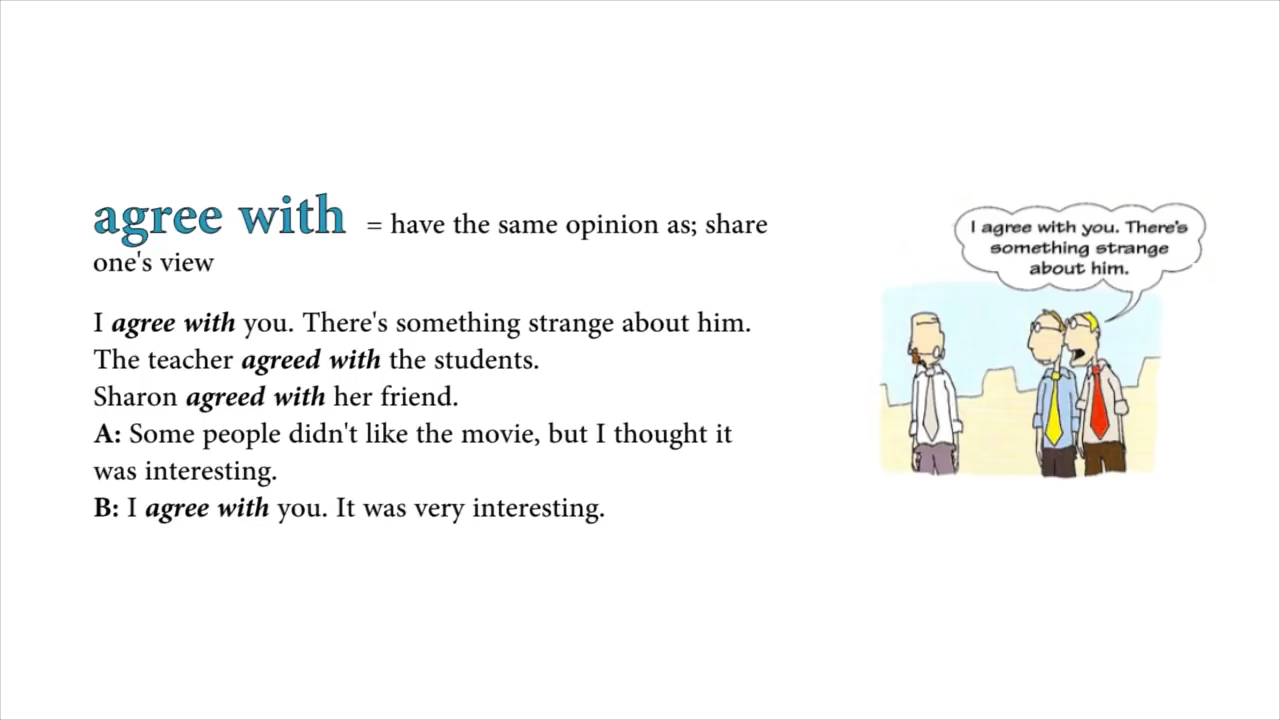 agree with = have the same opinion as; share
one's view
I agree with you. There's something strange about him.
The teacher agreed with the students.
Sharon agreed with her friend.
A: Some people didn't like the movie, but I thought it
was interesting.
B: I agree with you. It was very interesting.
I agree with you. There's
something strange
about him.